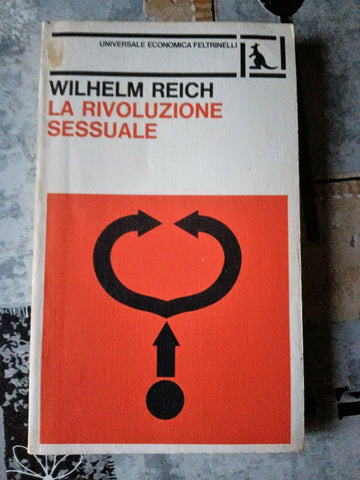 UNIVERSALE ECONOMICA FELTRINELLI
WILHELM REICH
LA RIVOLUZIONE
SESSUALE